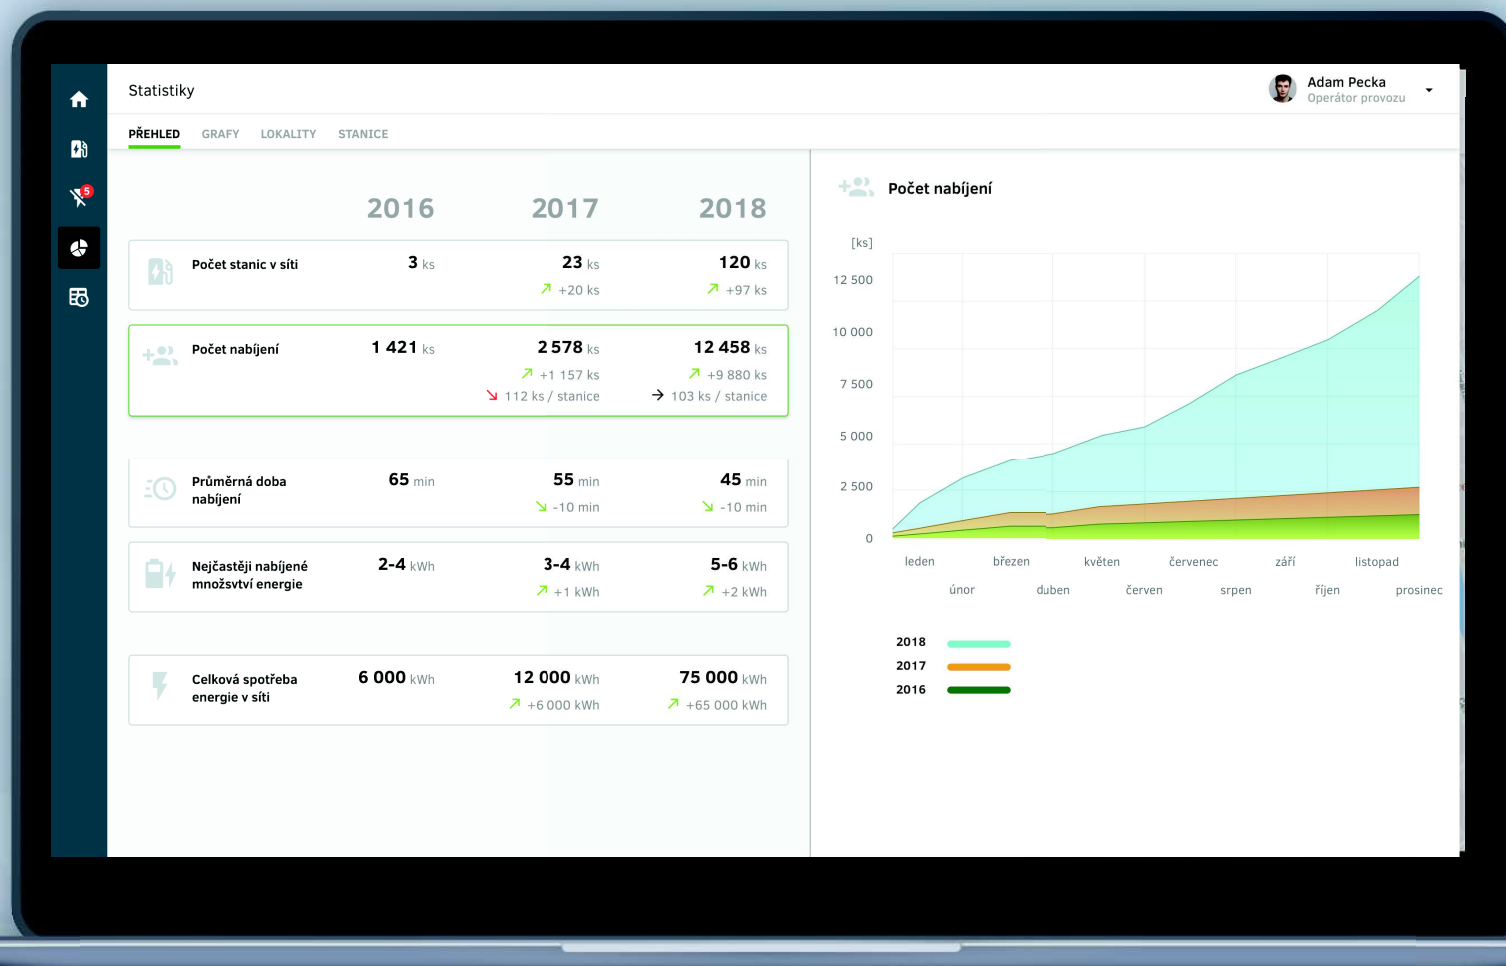 Statistiky
Adam Pecka
Operátor provozu
PŘEHLED GRAFY LOKALITY STANICE
5
2016 2017 2018
Počet stanic v síti 3 ks 23 ks 120 ks
+20 ks +97 ks
Počet nabíjení 1 421 ks 2 578 ks 12 458 ks
+1 157 ks +9 880 ks
112 ks / stanice 103 ks / stanice
Průměrná doba 65 min 55 min 45 min
nabíjení -10 min -10 min
Nejčastěji nabíjené 2-4 kWh 3-4 kWh 5-6 kWh
množsvtví energie +1 kWh +2 kWh
Celková spotřeba 6 000 kWh 12 000 kWh 75 000 kWh
energie v síti +6 000 kWh +65 000 kWh
Počet nabíjení
[ks]
12 500
10 000
7 500
5 000
2 500
0
leden březen květen červenec září listopad
únor duben červen srpen říjen prosinec
2018
2017
2016